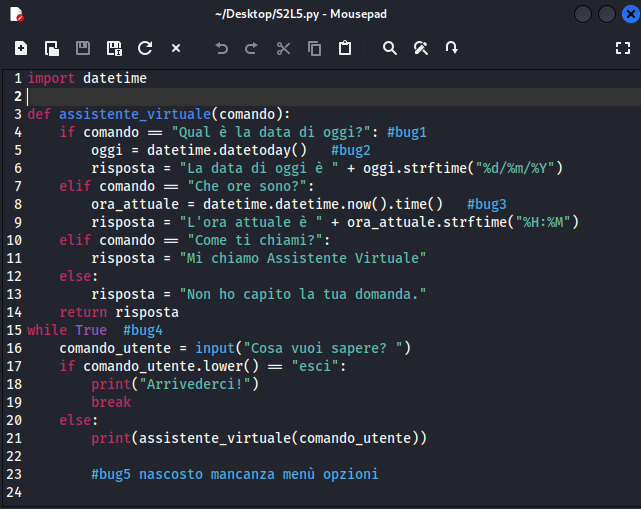 ~/Desktop/S2L5.py - Mousepad
1 import datetime
2
3 def assistente_virtuale(comando):
4     if comando == "Qual è la data di oggi?": #bug1
5         oggi = datetime.datetoday()   #bug2
6         risposta = "La data di oggi è " + oggi.strftime("%d/%m/%Y")
7     elif comando == "Che ore sono?":
8         ora_attuale = datetime.datetime.now().time()   #bug3
9         risposta = "L'ora attuale è " + ora_attuale.strftime("%H:%M")
10     elif comando == "Come ti chiami?":
11         risposta = "Mi chiamo Assistente Virtuale"
12     else:
13         risposta = "Non ho capito la tua domanda."
14     return risposta
15 while True  #bug4
16     comando_utente = input("Cosa vuoi sapere? ")
17     if comando_utente.lower() == "esci":
18         print("Arrivederci!")
19         break
20     else:
21         print(assistente_virtuale(comando_utente))
22
23         #bug5 nascosto mancanza menù opzioni
24